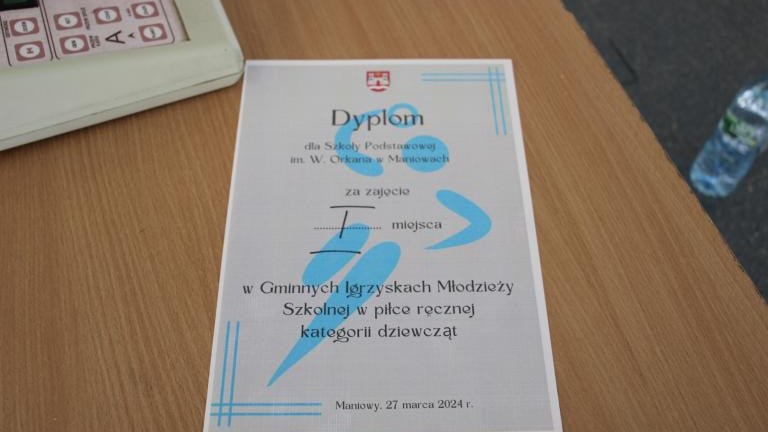 A
A
Dyplom
dla Szkoły Podstawowej
im. W. Orkana w Maniowach
za zajęcie
I miejsca
w Gminnych Igrzyskach Młodzieży
Szkolnej w piłce ręcznej
kategorii dziewcząt
Maniowy, 27 marca 2024 r.